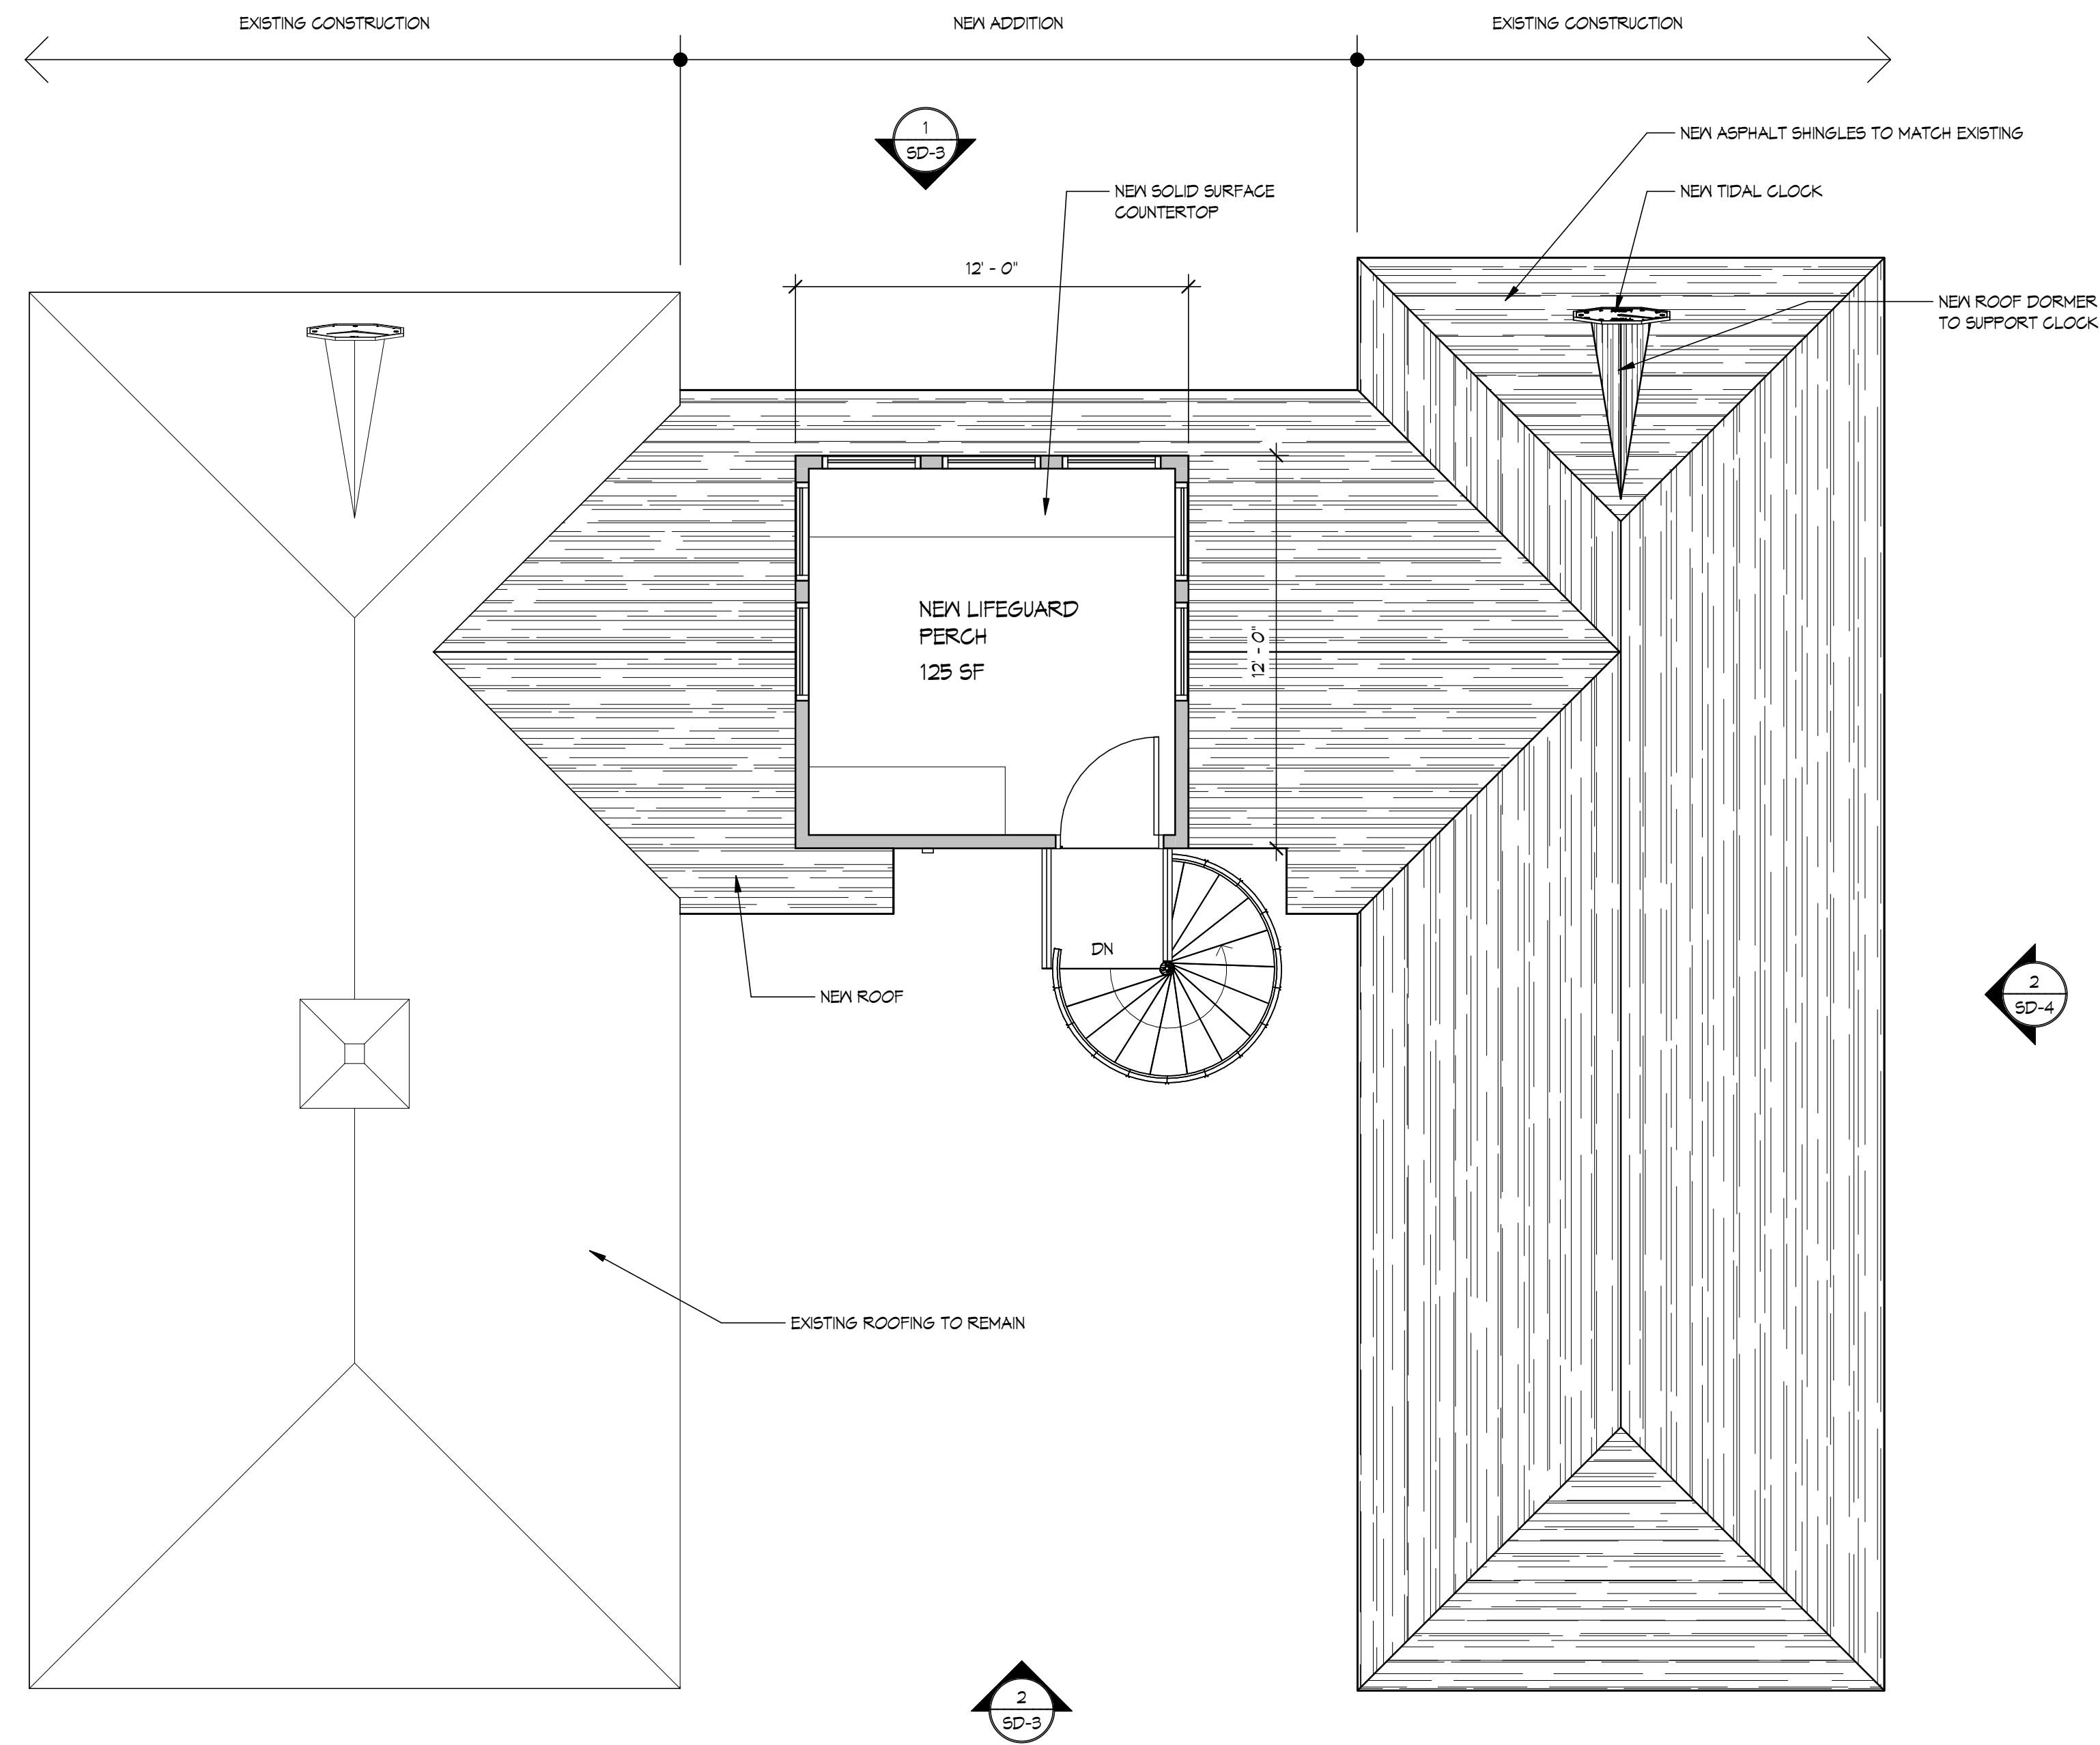 EXISTING CONSTRUCTION
NEW ADDITION
EXISTING CONSTRUCTION
1
SD-3
NEW ASPHALT SHINGLES TO MATCH EXISTING
NEW SOLID SURFACE
COUNTERTOP
NEW TIDAL CLOCK
12' - 0"
NEW ROOF DORMER
TO SUPPORT CLOCK
NEW LIFEGUARD
PERCH
125 SF
12' - 0"
DN
NEW ROOF
2
SD-4
EXISTING ROOFING TO REMAIN
2
SD-3